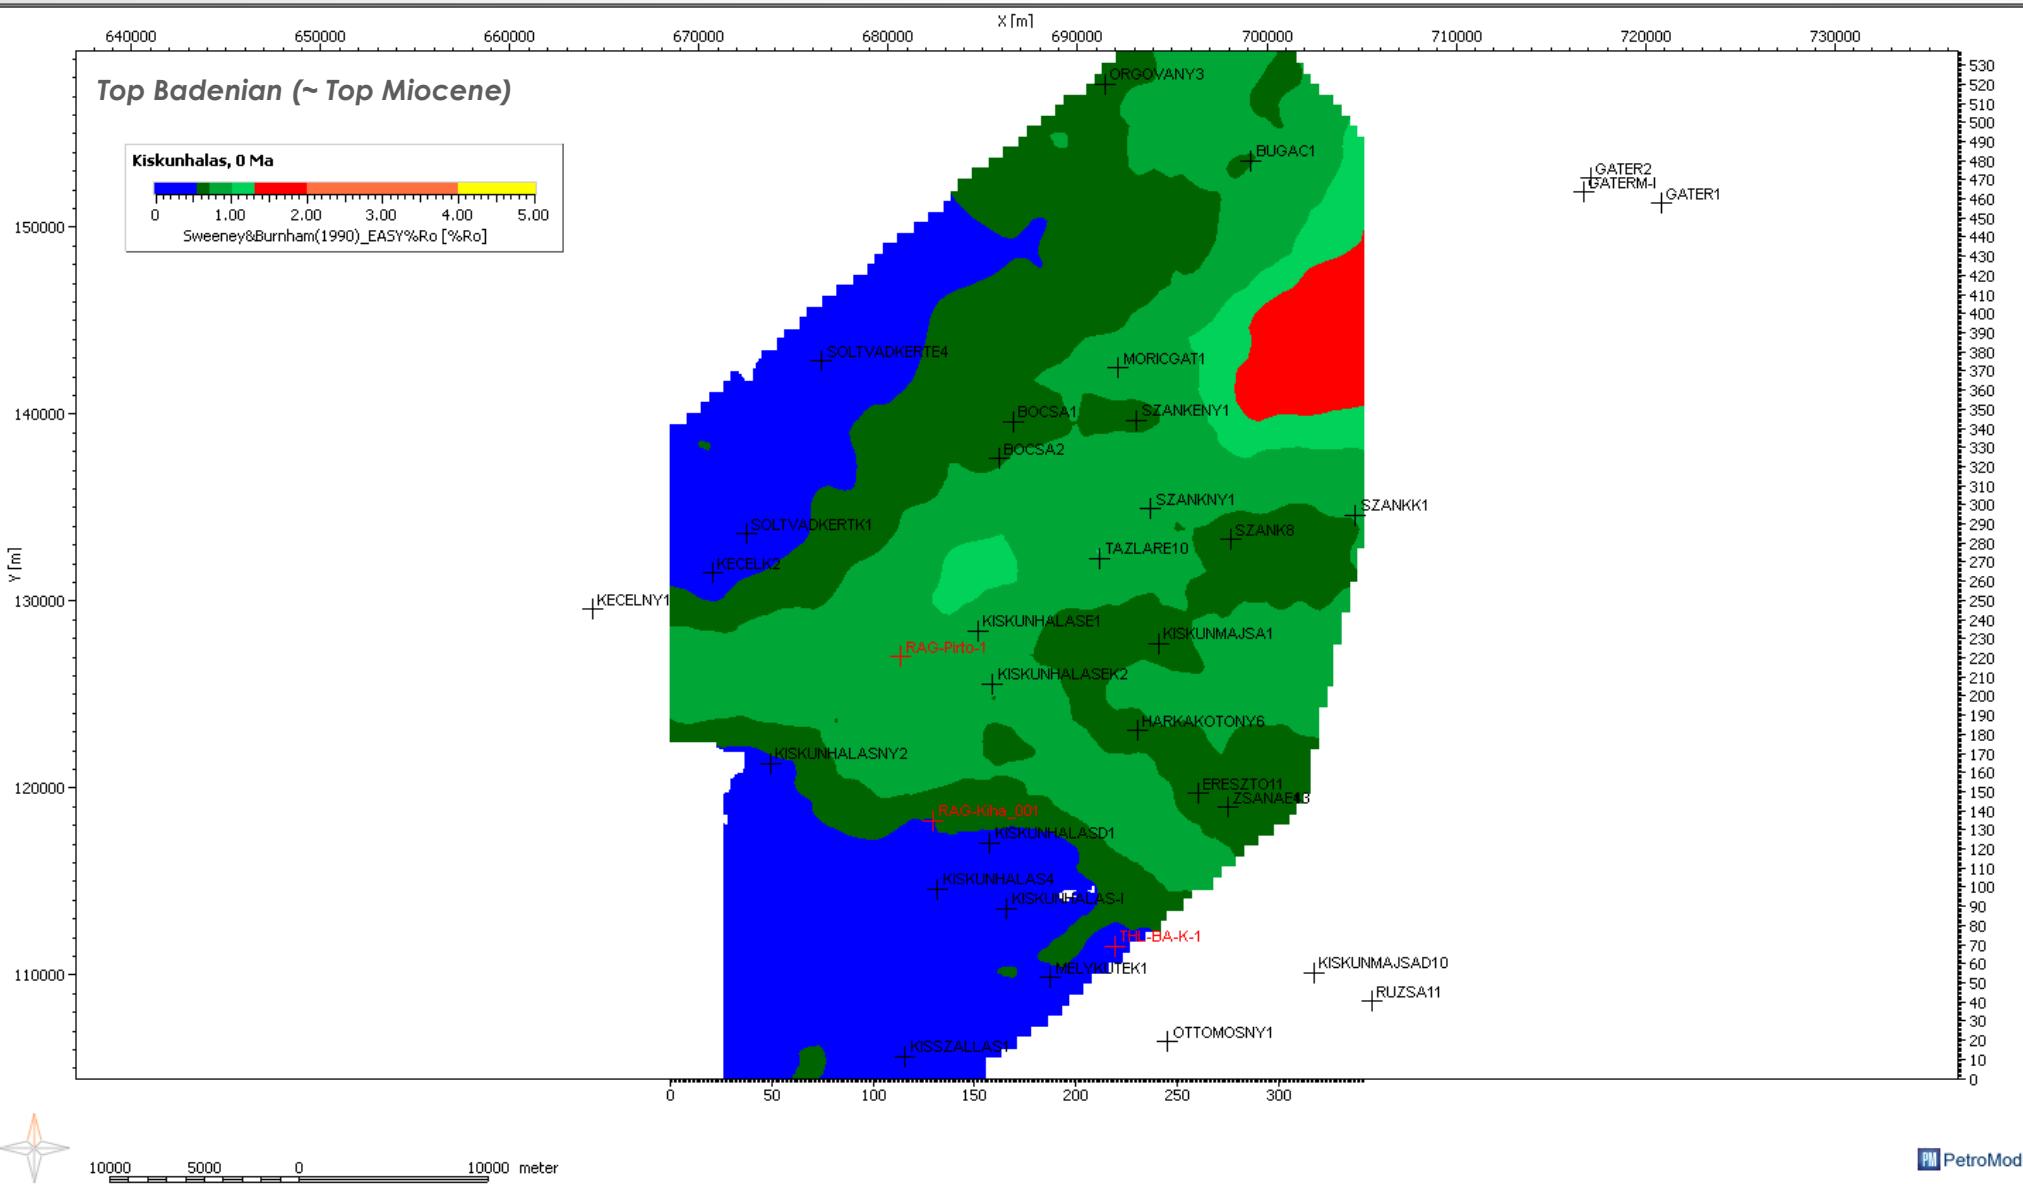 X [m]
640000 650000 660000 670000 680000 690000 700000 710000 720000 730000
Top Badenian (~ Top Miocene)
Kiskunhalas, 0 Ma
0 1.00 2.00 3.00 4.00 5.00
Sweeney&Burnham(1990)_EASY%Ro [%Ro]
ORGOVANY3
BUGAC1
GATER2
GATERM-I
GATER1
SOLTVADKERTE4
MORICGAT1
BOCSA1
SZANKENY1
BOCSA2
SZANKNY1
SZANKK1
SOLTVADKERTK1
SZANK8
TAZLARE10
KECELK2
KECELNY1
KISKUNHALASE1
KISKUNMAJSA1
RAG-Pirto-1
KISKUNHALASEK2
HARKAKOTONY6
KISKUNHALASNY2
ERESZTO11
RAG-Kiha_001
KISKUNHALASD1
KISKUNHALAS4
KISKUNHALAS-I
THL-BA-K-1
MELYKUTEK1
KISKUNMAJSAD10
RUZSA11
OTTOMOSNY1
KISSZALLAS1
Y [m]
150000
140000
130000
120000
110000
530
520
510
500
490
480
470
460
450
440
430
420
410
400
390
380
370
360
350
340
330
320
310
300
290
280
270
260
250
240
230
220
210
200
190
180
170
160
150
140
130
120
110
100
90
80
70
60
50
40
30
20
10
0
0 50 100 150 200 250 300
10000 5000 0 10000 meter
PM PetroMod